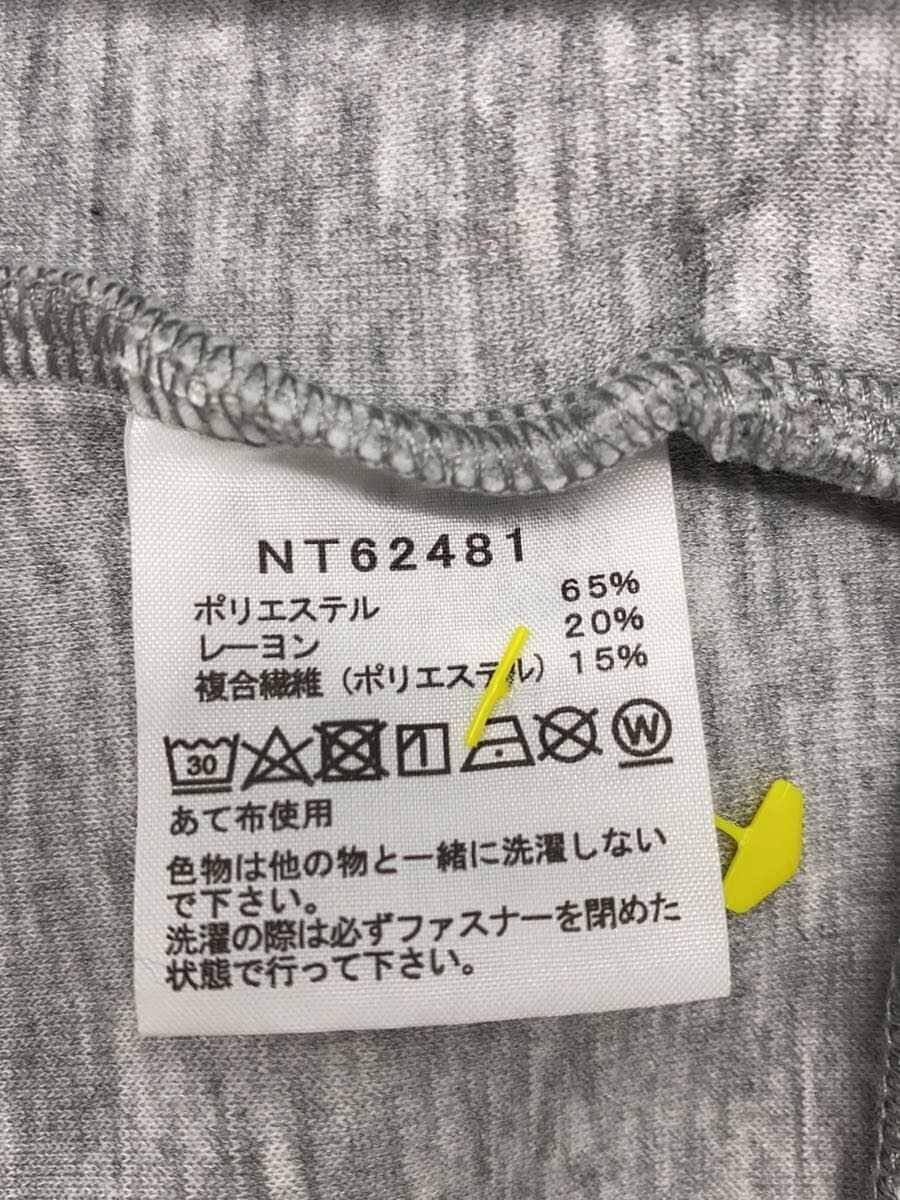 NT62481
ポリエステル 65%
レーヨン 20%
複合繊維（ポリエステル） 15%
30 W
あて布使用
色物は他の物と一緒に洗濯しない
で下さい。
洗濯の際は必ずファスナーを閉めた
状態で行って下さい。